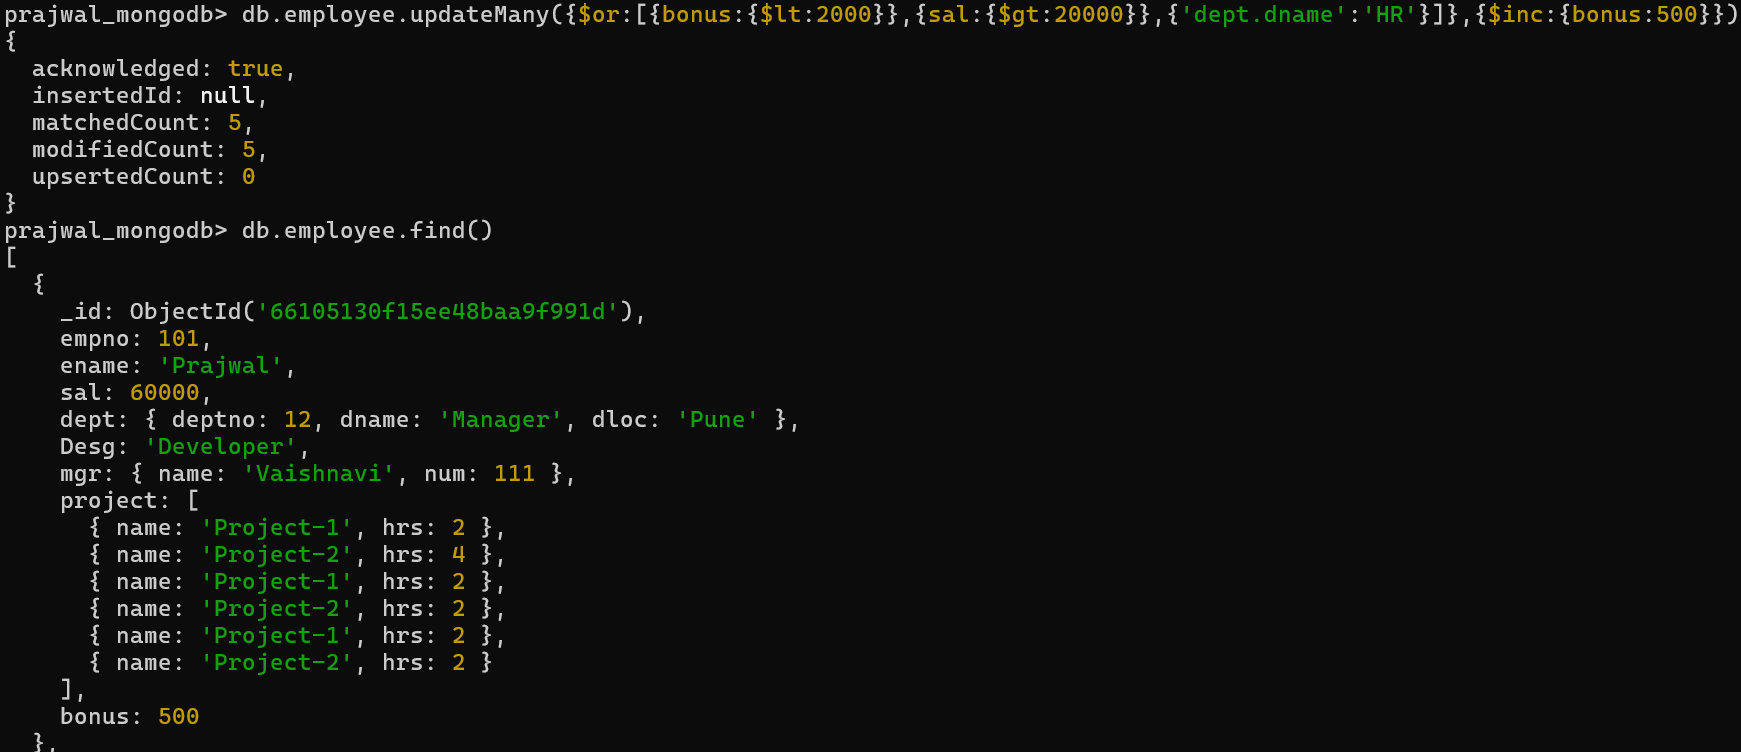 prajwal_mongodb> db.employee.updateMany({$or:[{bonus:{$lt:2000}},{sal:{$gt:20000}},{'dept.dname':'HR'}]},{$inc:{bonus:500}})
{
  acknowledged: true,
  insertedId: null,
  matchedCount: 5,
  modifiedCount: 5,
  upsertedCount: 0
}
prajwal_mongodb> db.employee.find()
[
  {
    _id: ObjectId('66105130f15ee48baa9f991d'),
    empno: 101,
    ename: 'Prajwal',
    sal: 60000,
    dept: { deptno: 12, dname: 'Manager', dloc: 'Pune' },
    Desg: 'Developer',
    mgr: { name: 'Vaishnavi', num: 111 },
    project: [
      { name: 'Project-1', hrs: 2 },
      { name: 'Project-2', hrs: 4 },
      { name: 'Project-1', hrs: 2 },
      { name: 'Project-2', hrs: 2 },
      { name: 'Project-1', hrs: 2 },
      { name: 'Project-2', hrs: 2 }
    ],
    bonus: 500
  },